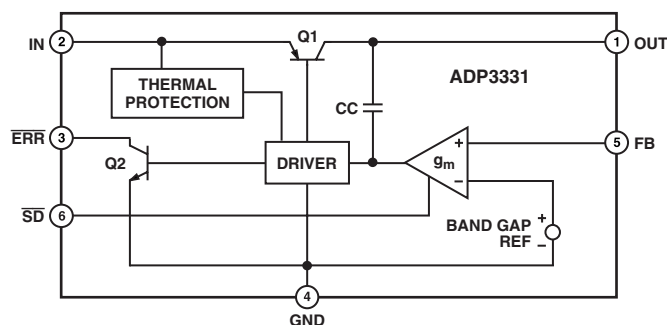 IN
2
Q1
1
OUT
THERMAL
PROTECTION
ADP3331
CC
ERR
3
Q2
DRIVER
gm
+
−
5
FB
SD
6
BAND GAP
REF
+
−
4
GND